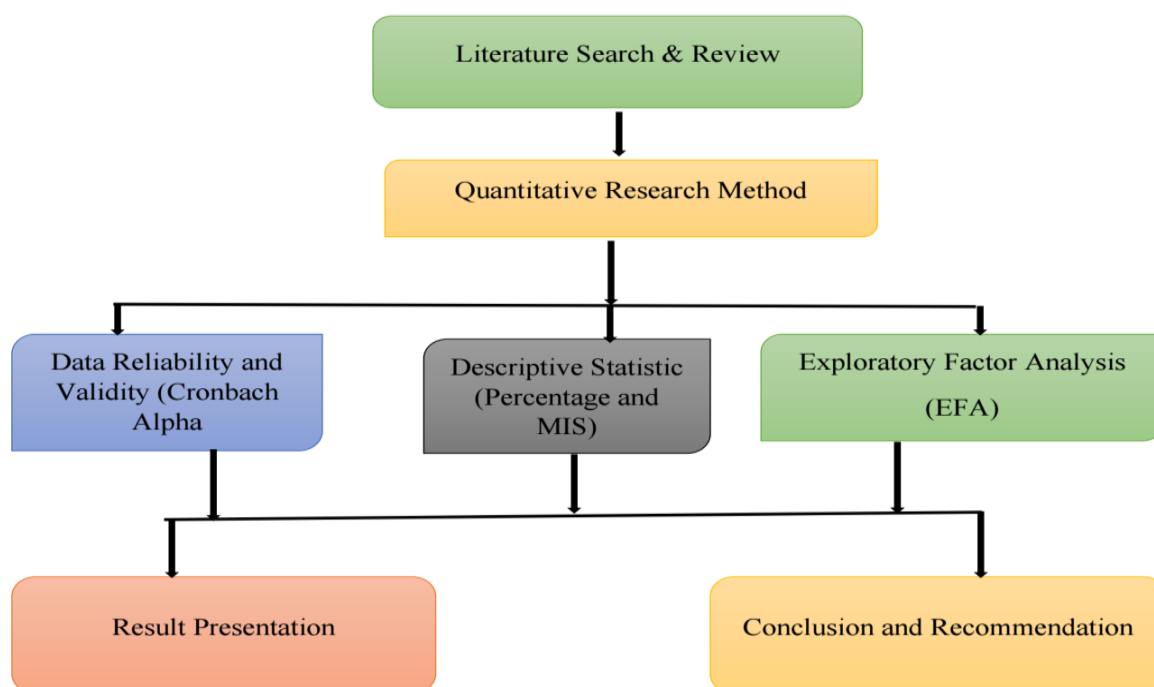 Literature Search & Review
Quantitative Research Method
Data Reliability and
Validity (Cronbach
Alpha
Descriptive Statistic
(Percentage and
MIS)
Exploratory Factor Analysis
(EFA)
Result Presentation
Conclusion and Recommendation